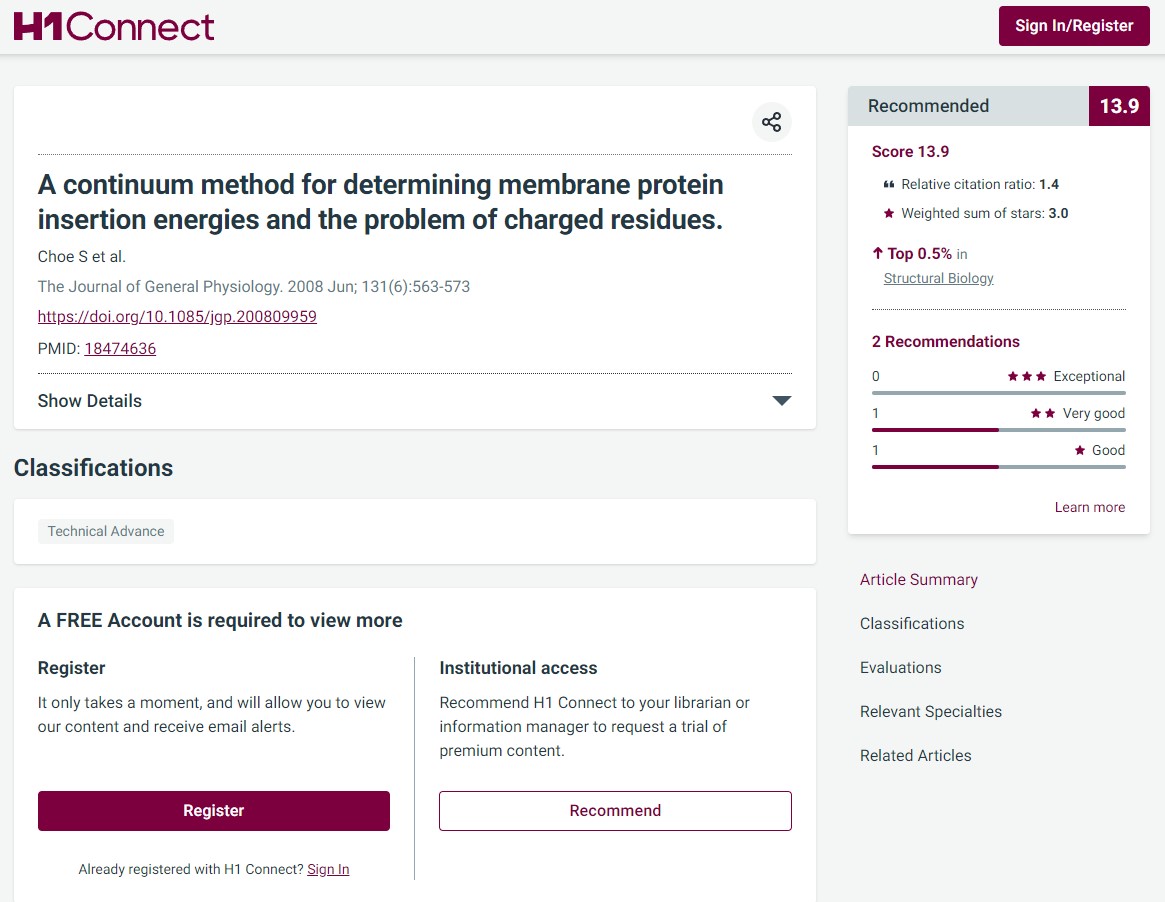 H1Connect
Sign In/Register
A continuum method for determining membrane protein
insertion energies and the problem of charged residues.
Choe S et al.
The Journal of General Physiology. 2008 Jun; 131(6):563-573
https://doi.org/10.1085/jgp.200809959
PMID: 18474636
Show Details
Classifications
Technical Advance
A FREE Account is required to view more
Register
It only takes a moment, and will allow you to view
our content and receive email alerts.
Register
Already registered with H1 Connect? Sign In
Institutional access
Recommend H1 Connect to your librarian or
information manager to request a trial of
premium content.
Recommend
Recommended 13.9
Score 13.9
Relative citation ratio: 1.4
Weighted sum of stars: 3.0
Top 0.5% in
Structural Biology
2 Recommendations
0 Exceptional
1 Very good
1 Good
Learn more
Article Summary
Classifications
Evaluations
Relevant Specialties
Related Articles